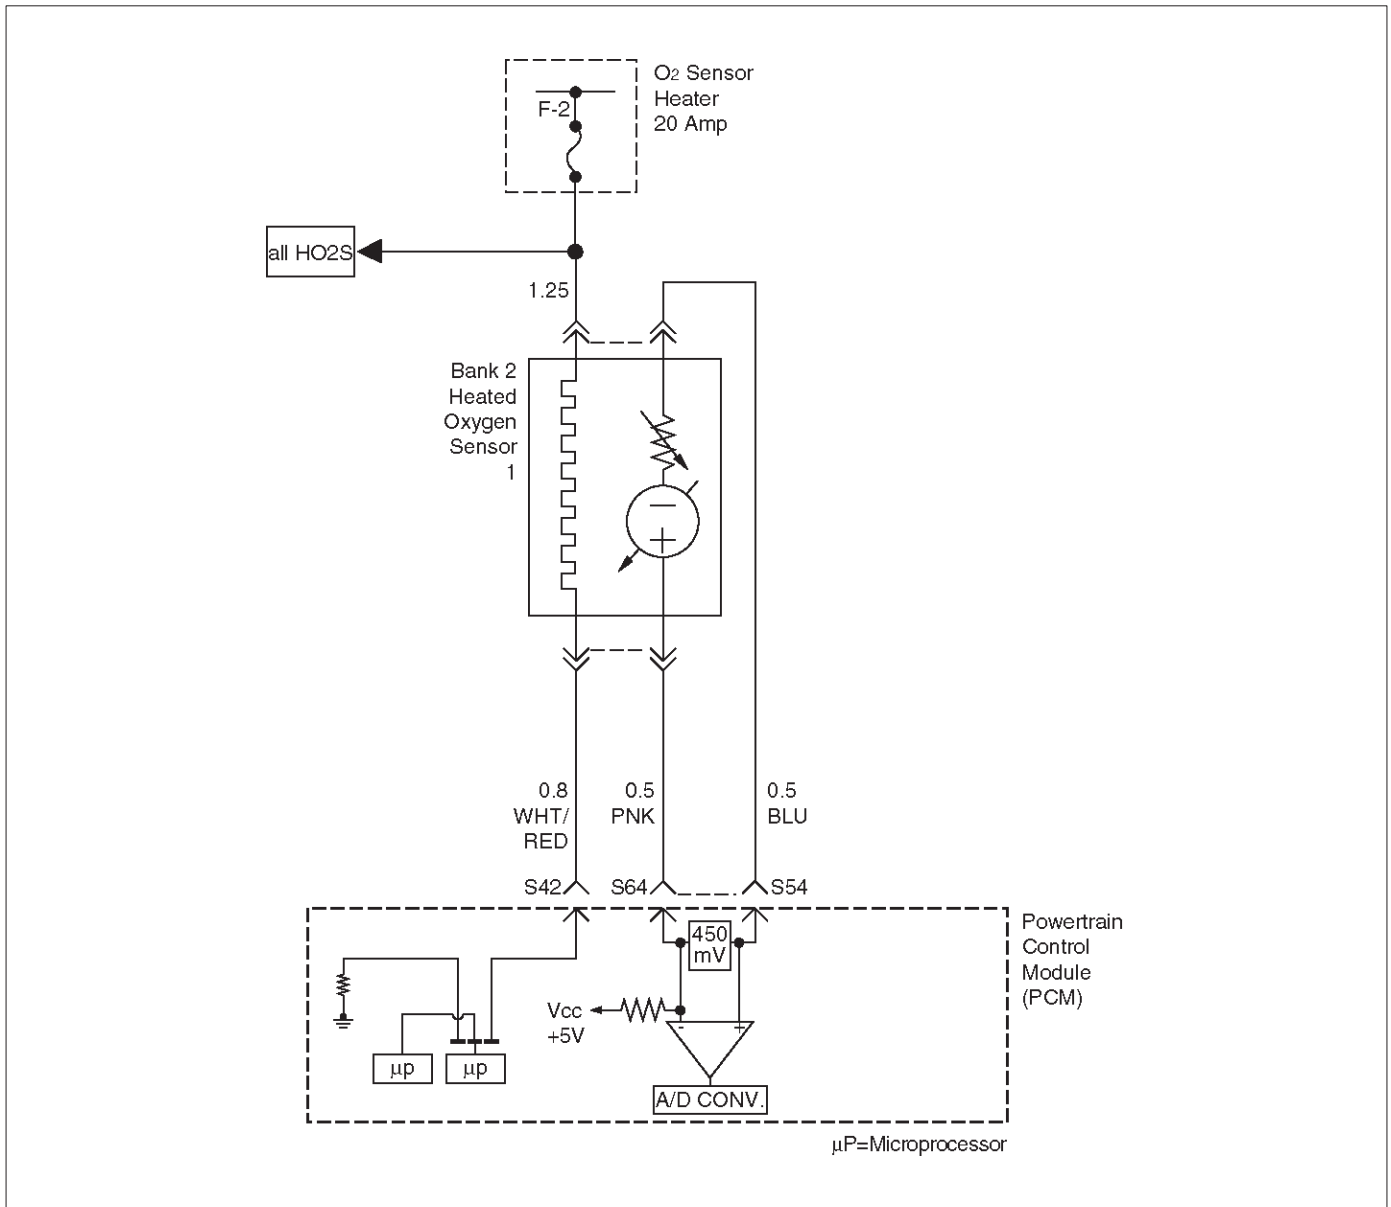 O2 Sensor
Heater
20 Amp
F-2
all HO2S
1.25
Bank 2
Heated
Oxygen
Sensor
1
0.8
WHT/
RED
0.5
PNK
0.5
BLU
S42
S64
S54
Powertrain
Control
Module
(PCM)
450
mV
Vcc
+5V
- +
μp
μp
A/D CONV.
μP=Microprocessor